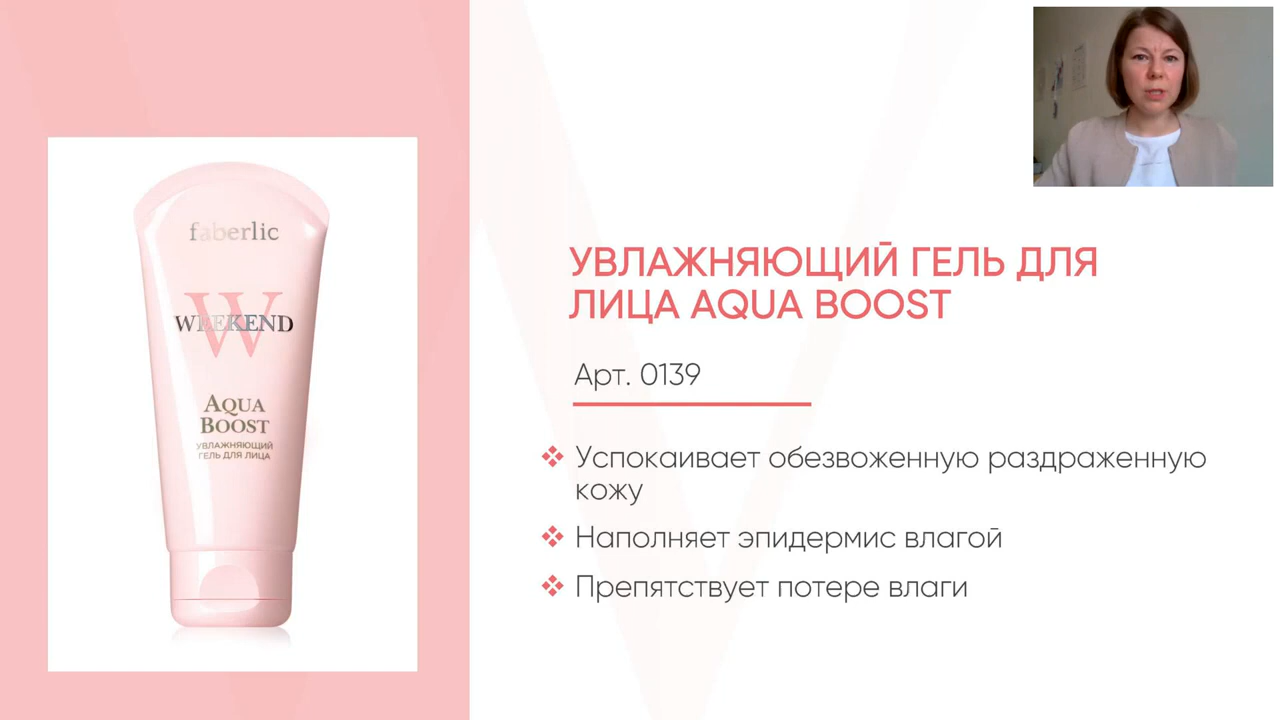 faberlic
W
WEEKEND
AQUA
BOOST
УВЛАЖНЯЮЩИЙ
ГЕЛЬ ДЛЯ ЛИЦА
УВЛАЖНЯЮЩИЙ ГЕЛЬ ДЛЯ
ЛИЦА AQUA BOOST
Арт. 0139
Успокаивает обезвоженную раздраженную
кожу
Наполняет эпидермис влагой
Препятствует потере влаги